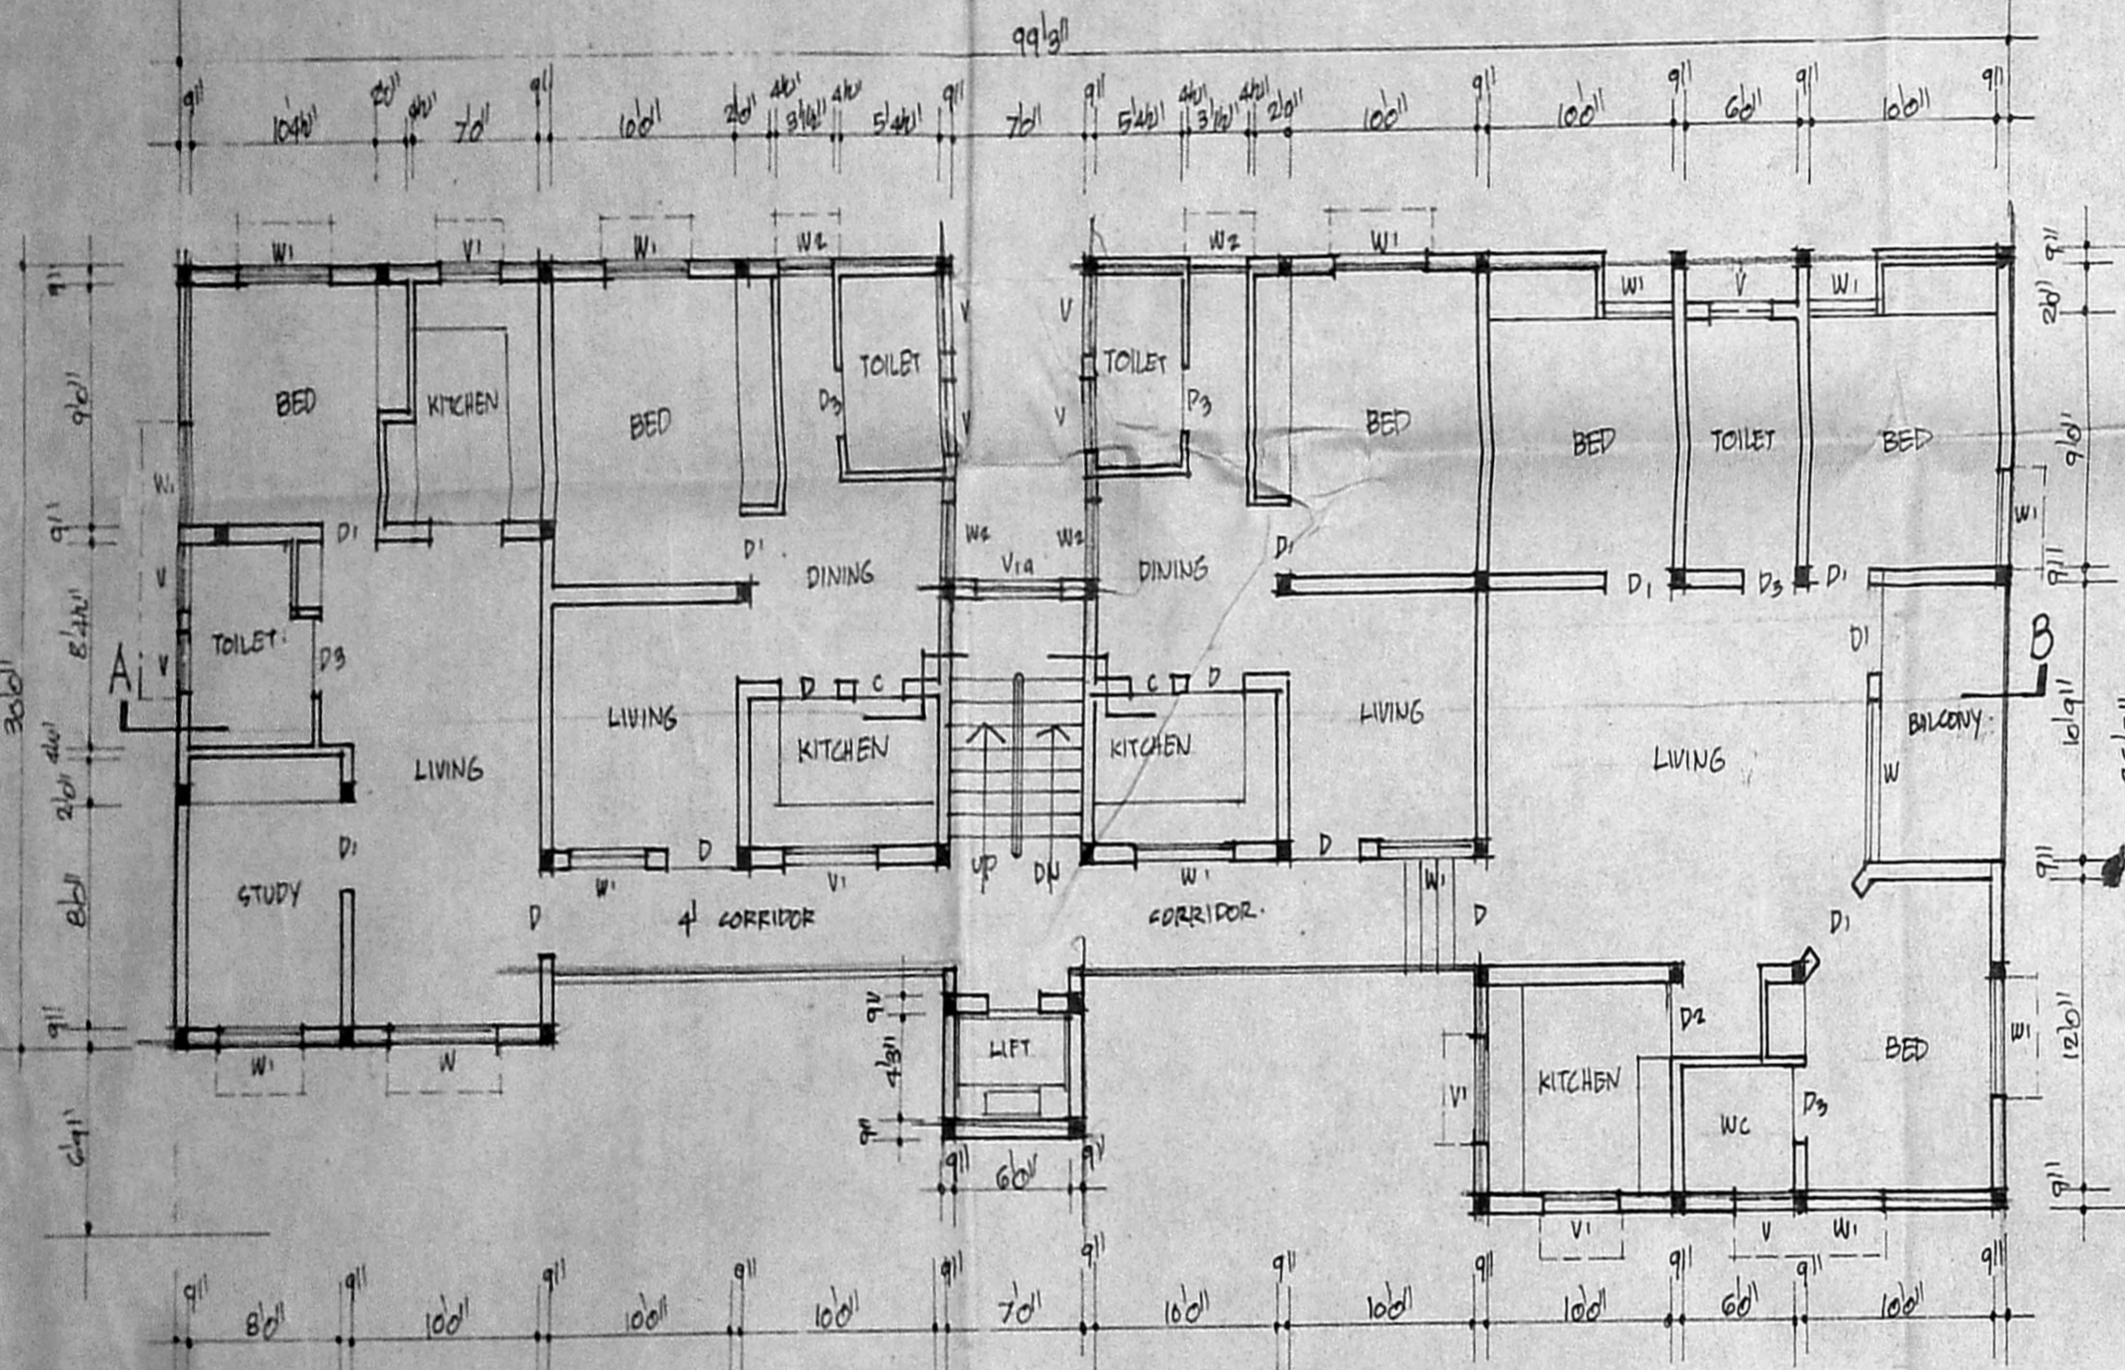 99'3"
9" 10'4½" 2'0" 4½" 7'0" 9" 10'0" 2'0" 4½" 3'1½" 4½" 5'4½" 9" 7'0" 9" 5'4½" 4½" 3'1½" 4½" 2'0" 10'0" 9" 10'0" 9" 6'0" 9" 10'0" 9"
W1 V1 W1 W2 W2 W1
9" 9"
W1 V W1
2'0"
V V
TOILET TOILET
9'0" BED KITCHEN D3 D3
BED V V BED
BED TOILET BED 9'0"
W1 W1
9" D1 W2 W2
D1 DINING V1a DINING D1
V D1 D3 D1 9"
8'4½" TOILET. D3 D1
A V B
30'0" D C C D
LIVING LIVING BALCONY. 10'9"
4½" KITCHEN KITCHEN
LIVING LIVING W
2'0"
D1 D D
W1 V1 UP DN W1 W1 9"
8'0" STUDY D 4' CORRIDOR CORRIDOR. D D1
9" 9"
W1 W 4'3" LIFT D2 BED W1 12'0"
V1 KITCHEN D3
9" WC
6'9" 9" 6'0" 9" 9"
V1 V W1
9" 9" 9" 9" 9" 9" 9" 9" 9" 9" 9"
8'0" 10'0" 10'0" 10'0" 7'0" 10'0" 10'0" 10'0" 6'0" 10'0"